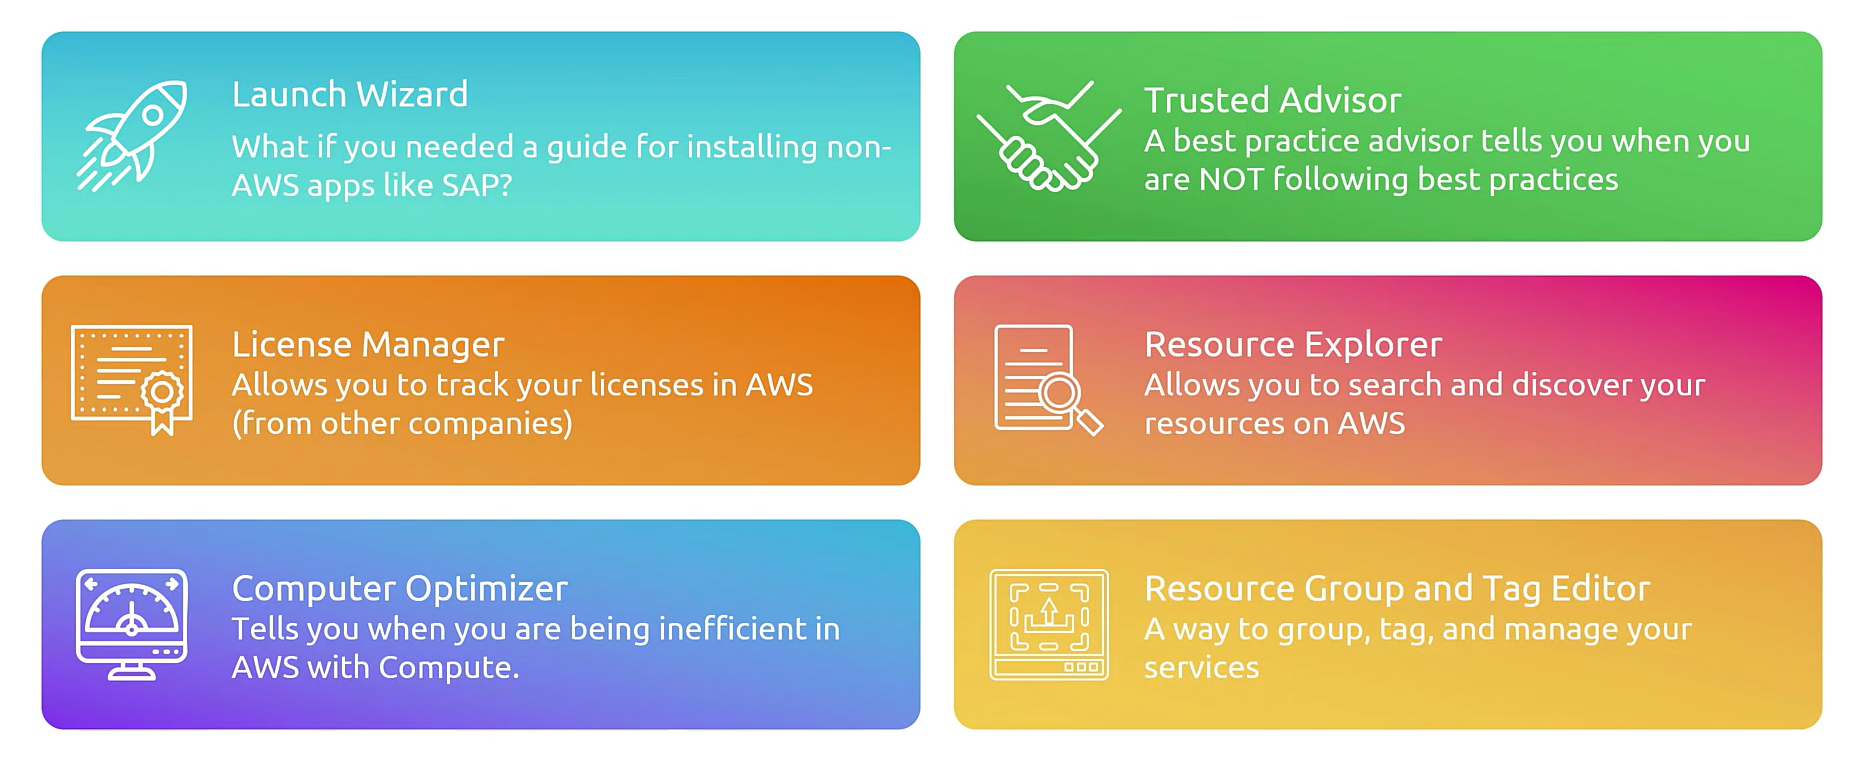 Launch Wizard
What if you needed a guide for installing non-
AWS apps like SAP?
Trusted Advisor
A best practice advisor tells you when you
are NOT following best practices
License Manager
Allows you to track your licenses in AWS
(from other companies)
Resource Explorer
Allows you to search and discover your
resources on AWS
Computer Optimizer
Tells you when you are being inefficient in
AWS with Compute.
Resource Group and Tag Editor
A way to group, tag, and manage your
services